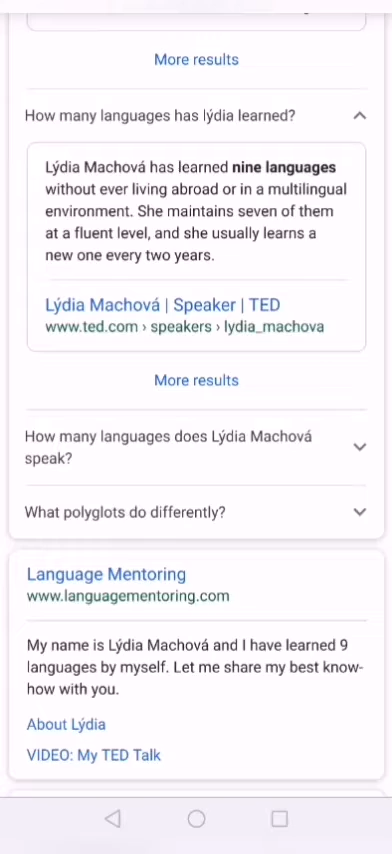 More results
How many languages has lýdia learned?
Lýdia Machová has learned nine languages
without ever living abroad or in a multilingual
environment. She maintains seven of them
at a fluent level, and she usually learns a
new one every two years.
Lýdia Machová | Speaker | TED
www.ted.com › speakers › lydia_machova
More results
How many languages does Lýdia Machová
speak?
What polyglots do differently?
Language Mentoring
www.languagementoring.com
My name is Lýdia Machová and I have learned 9
languages by myself. Let me share my best know-
how with you.
About Lýdia
VIDEO: My TED Talk